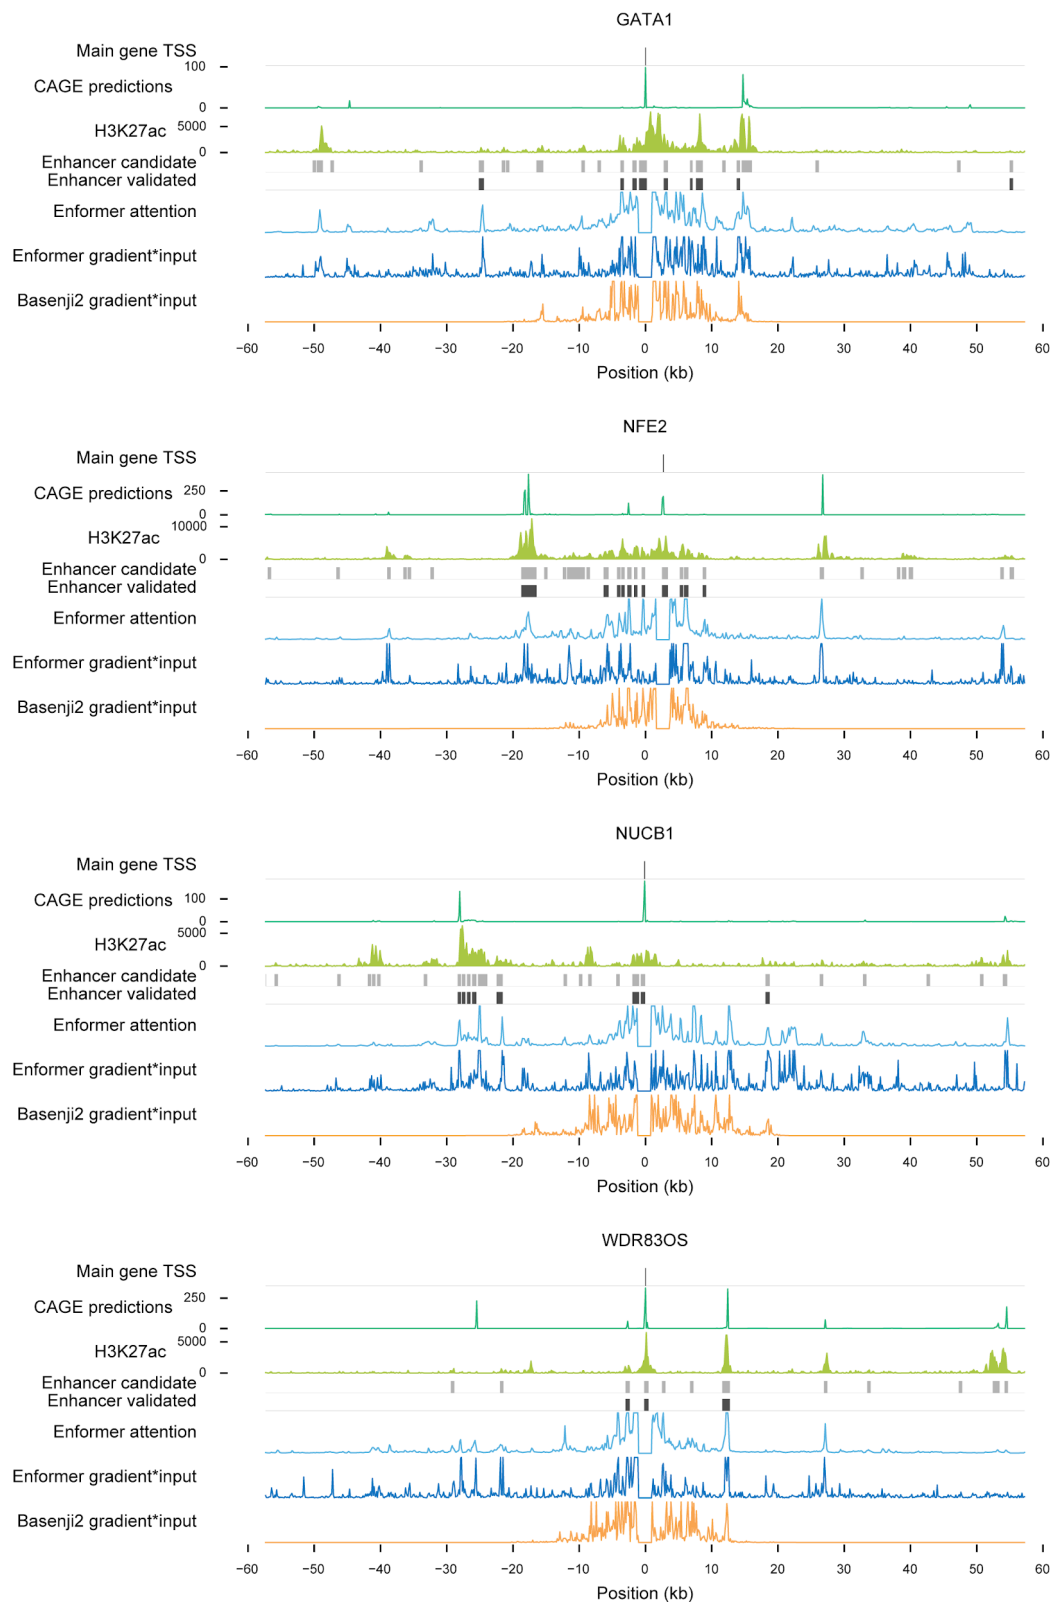 GATA1
Main gene TSS
100
CAGE predictions
0
H3K27ac 5000
0
Enhancer candidate
Enhancer validated
Enformer attention
Enformer gradient*input
Basenji2 gradient*input
−60 −50 −40 −30 −20 −10 0 10 20 30 40 50 60
Position (kb)
NFE2
Main gene TSS
CAGE predictions 250
0
H3K27ac 10000
0
Enhancer candidate
Enhancer validated
Enformer attention
Enformer gradient*input
Basenji2 gradient*input
−60 −50 −40 −30 −20 −10 0 10 20 30 40 50 60
Position (kb)
NUCB1
Main gene TSS
CAGE predictions 100
0
H3K27ac 5000
0
Enhancer candidate
Enhancer validated
Enformer attention
Enformer gradient*input
Basenji2 gradient*input
−60 −50 −40 −30 −20 −10 0 10 20 30 40 50 60
Position (kb)
WDR83OS
Main gene TSS
CAGE predictions 250
0
H3K27ac 5000
0
Enhancer candidate
Enhancer validated
Enformer attention
Enformer gradient*input
Basenji2 gradient*input
−60 −50 −40 −30 −20 −10 0 10 20 30 40 50 60
Position (kb)